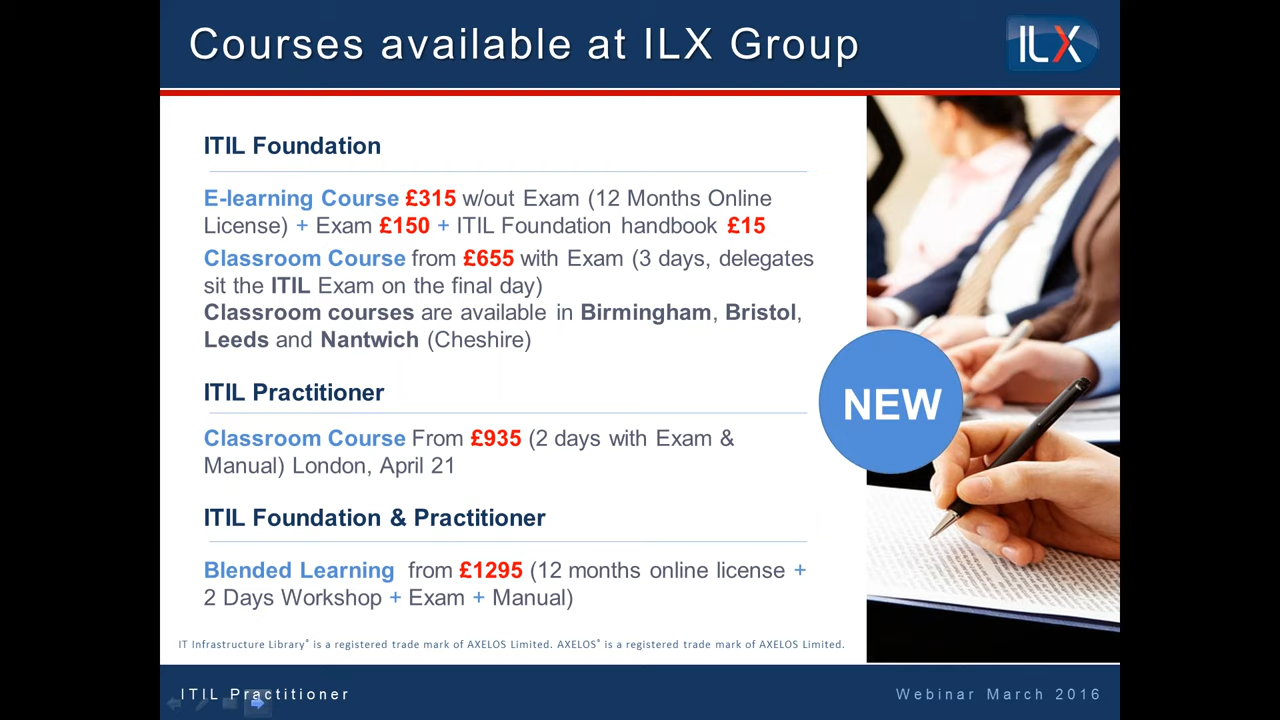 Courses available at ILX Group
ILX
ITIL Foundation
E-learning Course £315 w/out Exam (12 Months Online
License) + Exam £150 + ITIL Foundation handbook £15
Classroom Course from £655 with Exam (3 days, delegates
sit the ITIL Exam on the final day)
Classroom courses are available in Birmingham, Bristol,
Leeds and Nantwich (Cheshire)
NEW
ITIL Practitioner
Classroom Course From £935 (2 days with Exam &
Manual) London, April 21
ITIL Foundation & Practitioner
Blended Learning from £1295 (12 months online license +
2 Days Workshop + Exam + Manual)
IT Infrastructure Library® is a registered trade mark of AXELOS Limited. AXELOS® is a registered trade mark of AXELOS Limited.
ITIL Practitioner
Webinar March 2016